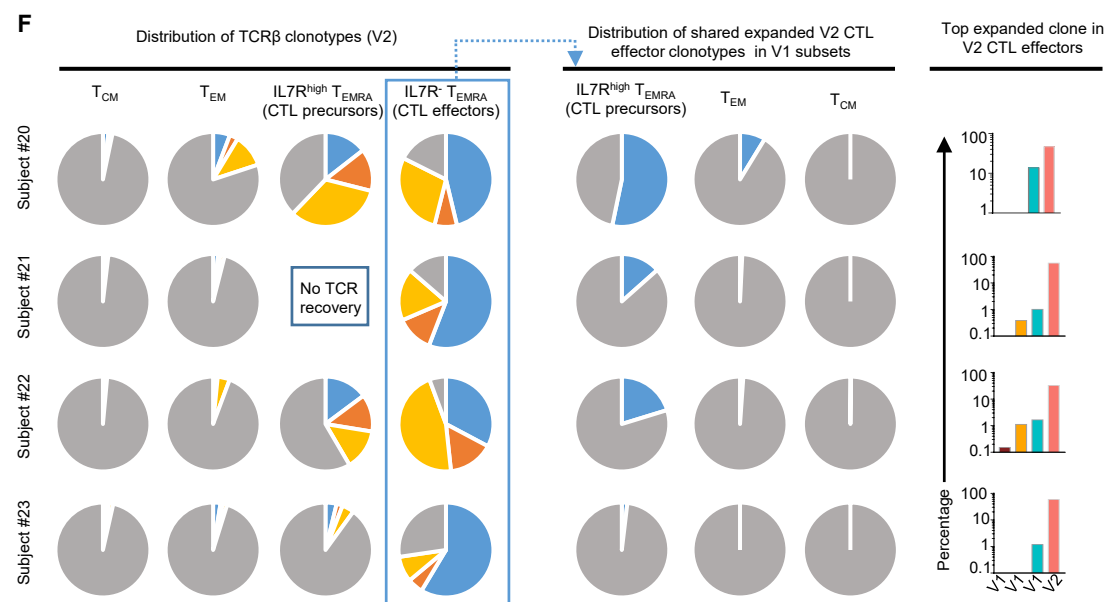 F
Distribution of TCRβ clonotypes (V2)
Distribution of shared expanded V2 CTL
effector clonotypes in V1 subsets
Top expanded clone in
V2 CTL effectors
TCM
TEM
IL7Rhigh TEMRA
(CTL precursors)
IL7R- TEMRA
(CTL effectors)
IL7Rhigh TEMRA
(CTL precursors)
TEM
TCM
Subject #20
100
10
1
Subject #21
No TCR
recovery
100
10
1
0.1
Subject #22
100
10
1
0.1
Subject #23
Percentage
100
10
1
0.1
V1
V1
V1
V2